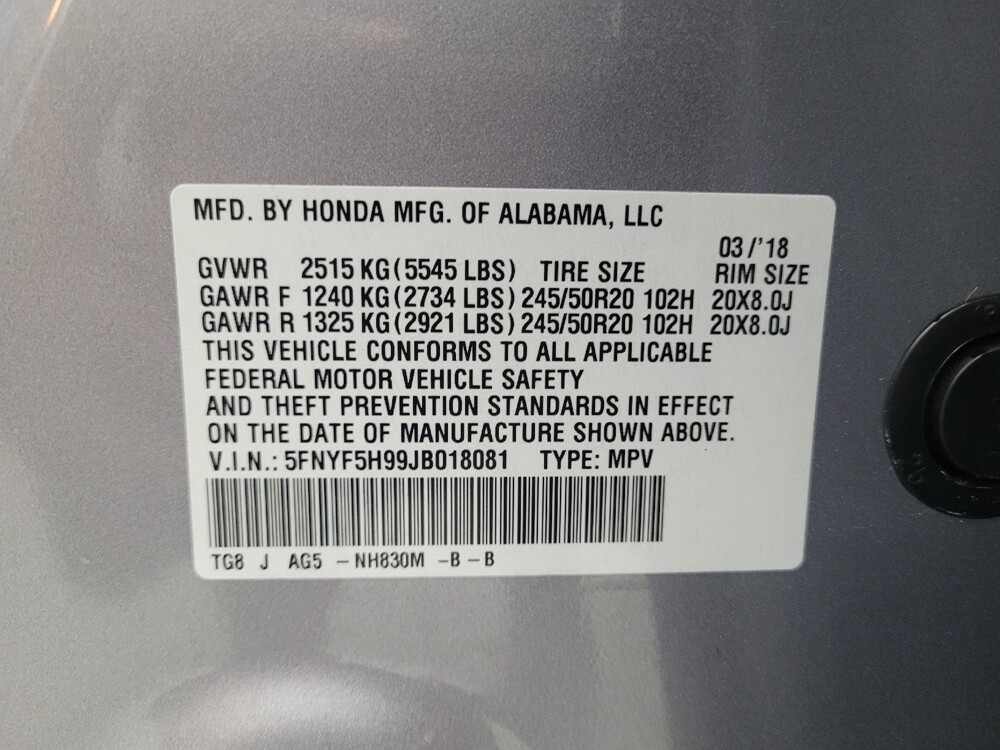 MFD. BY HONDA MFG. OF ALABAMA, LLC
03/'18
GVWR 2515 KG (5545 LBS) TIRE SIZE RIM SIZE
GAWR F 1240 KG (2734 LBS) 245/50R20 102H 20X8.0J
GAWR R 1325 KG (2921 LBS) 245/50R20 102H 20X8.0J
THIS VEHICLE CONFORMS TO ALL APPLICABLE
FEDERAL MOTOR VEHICLE SAFETY
AND THEFT PREVENTION STANDARDS IN EFFECT
ON THE DATE OF MANUFACTURE SHOWN ABOVE.
V.I.N.: 5FNYF5H99JB018081 TYPE: MPV
TG8 J AG5 – NH830M – B – B